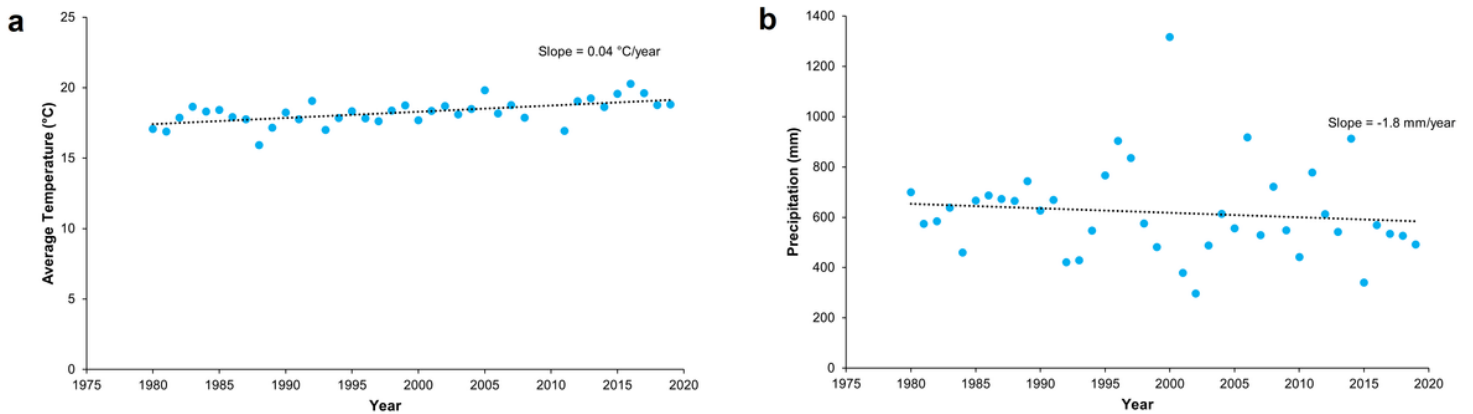 a
25
20
15
10
5
0
Average Temperature (°C)
Slope = 0.04 °C/year
1975 1980 1985 1990 1995 2000 2005 2010 2015 2020
Year
b
1400
1200
1000
800
600
400
200
0
Precipitation (mm)
Slope = -1.8 mm/year
1975 1980 1985 1990 1995 2000 2005 2010 2015 2020
Year